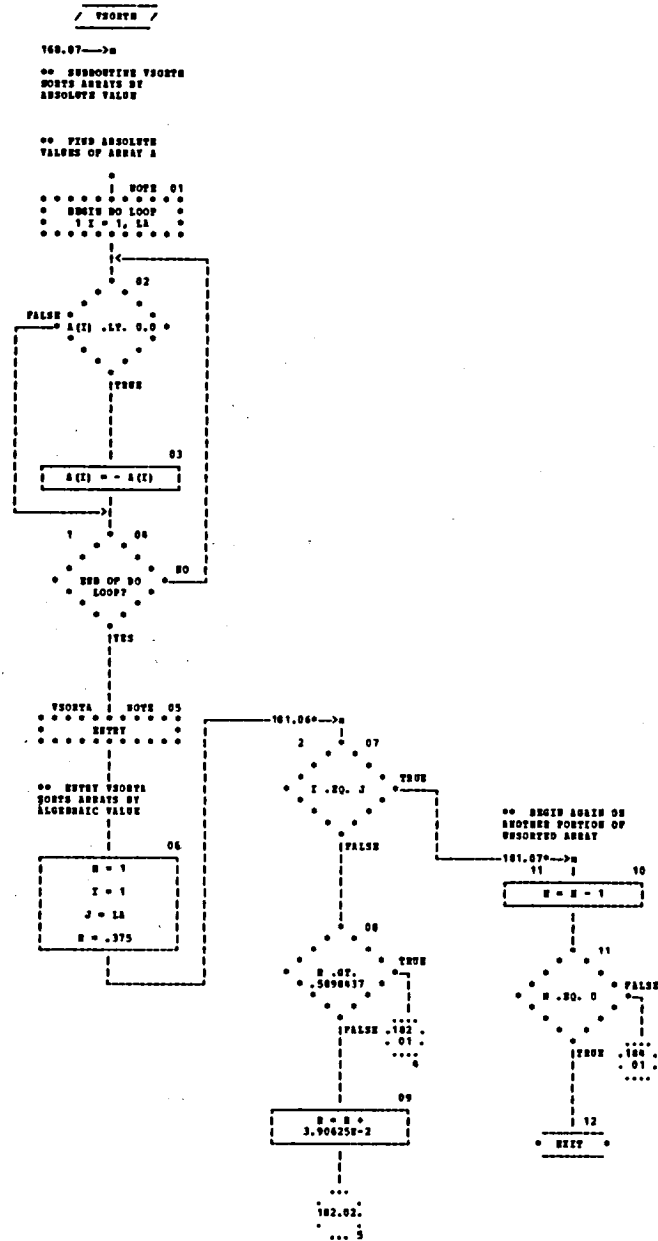 / VSORTM /
160.07--->*
** SUBROUTINE VSORTM
SORTS ARRAYS BY
ABSOLUTE VALUE
** FIND ABSOLUTE
VALUES OF ARRAY A
NOTE 01
BEGIN DO LOOP
1 I = 1, LA
02
A(I) .LT. 0.0
FALSE
TRUE
03
A(I) = - A(I)
1 04
END OF DO
LOOP?
NO
YES
VSORTA NOTE 05
ENTRY
** ENTRY VSORTA
SORTS ARRAYS BY
ALGEBRAIC VALUE
06
M = 1
I = 1
J = LA
R = .375
181.06*--->*
2 07
I .EQ. J
TRUE
FALSE
08
R .GT.
.5898437
TRUE
.182
01
4
FALSE
09
R = R +
3.90625E-2
182.02.
5
** BEGIN AGAIN ON
ANOTHER PORTION OF
UNSORTED ARRAY
181.07*--->*
11 10
M = M - 1
11
M .EQ. 0
FALSE
.184
01
TRUE
12
EXIT